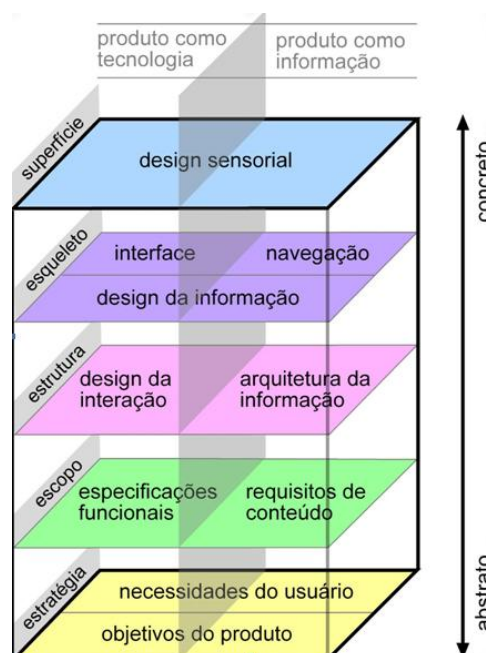 produto como
tecnologia
produto como
informação
superfície
design sensorial
concreto
esqueleto
interface
navegação
design da informação
estrutura
design da
interação
arquitetura da
informação
escopo
especificações
funcionais
requisitos de
conteúdo
estratégia
necessidades do usuário
objetivos do produto
abstrato